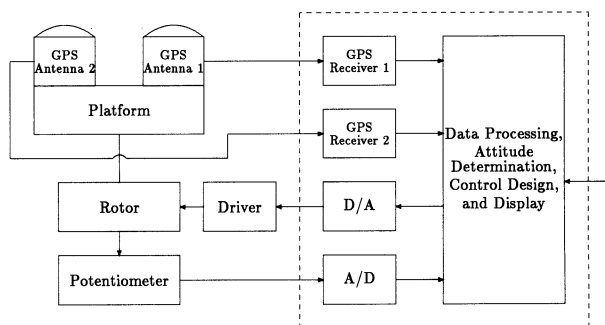 GPS
Antenna 2
GPS
Antenna 1
Platform
GPS
Receiver 1
GPS
Receiver 2
Data Processing,
Attitude
Determination,
Control Design,
and Display
Rotor
Driver
D/A
Potentiometer
A/D